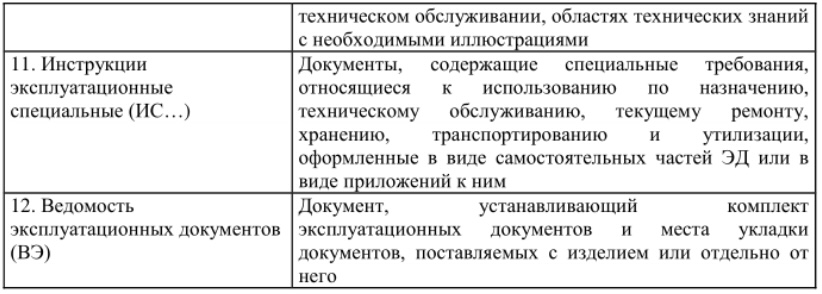 техническом обслуживании, областях технических знаний
с необходимыми иллюстрациями
11. Инструкции
эксплуатационные
специальные (ИС…)
Документы, содержащие специальные требования,
относящиеся к использованию по назначению,
техническому обслуживанию, текущему ремонту,
хранению, транспортированию и утилизации,
оформленные в виде самостоятельных частей ЭД или в
виде приложений к ним
12. Ведомость
эксплуатационных документов
(ВЭ)
Документ, устанавливающий комплект
эксплуатационных документов и места укладки
документов, поставляемых с изделием или отдельно от
него